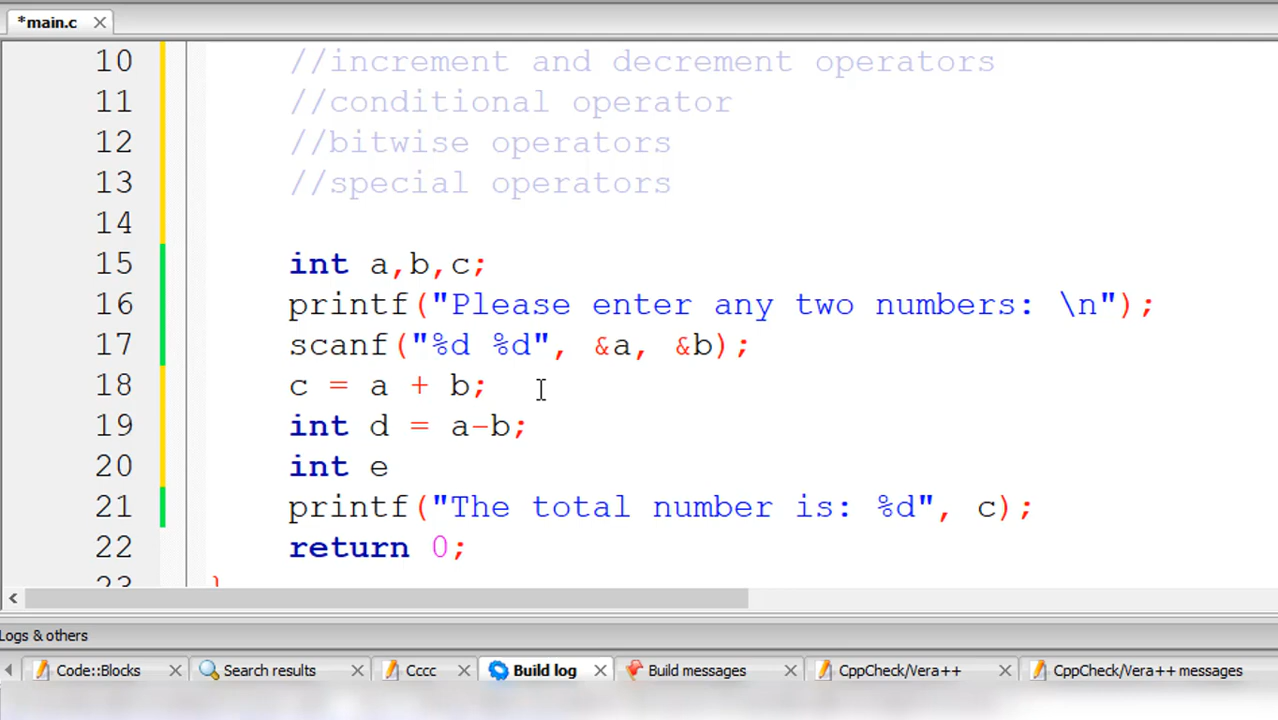 *main.c
10 //increment and decrement operators
11 //conditional operator
12 //bitwise operators
13 //special operators
14
15 int a,b,c;
16 printf("Please enter any two numbers: \n");
17 scanf("%d %d", &a, &b);
18 c = a + b;
19 int d = a-b;
20 int e
21 printf("The total number is: %d", c);
22 return 0;
23 }
Logs & others
Code::Blocks Search results Cccc Build log Build messages CppCheck/Vera++ CppCheck/Vera++ messages